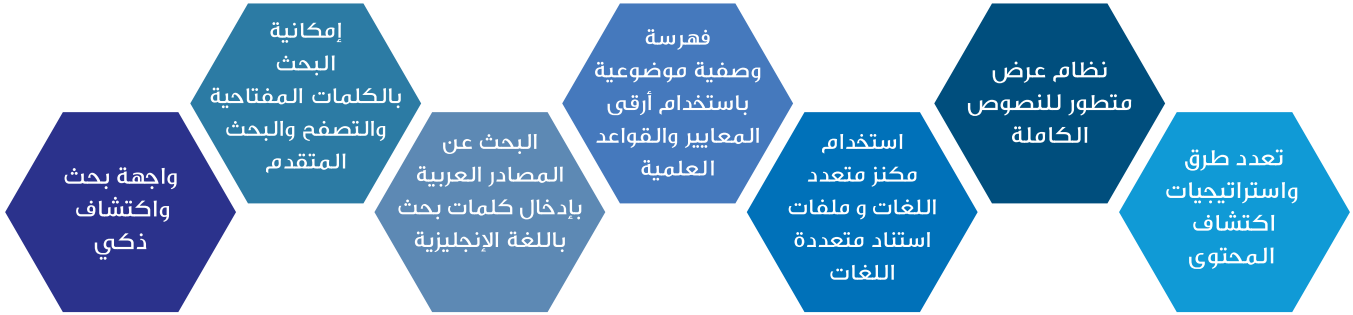 تعدد طرق
واستراتيجيات
اكتشاف
المحتوى
نظام عرض
متطور للنصوص
الكاملة
استخدام
مكنز متعدد
اللغات و ملفات
استناد متعددة
اللغات
فهرسة
وصفية موضوعية
باستخدام أرقى
المعايير والقواعد
العلمية
البحث عن
المصادر العربية
بإدخال كلمات بحث
باللغة الإنجليزية
إمكانية
البحث
بالكلمات المفتاحية
والتصفح والبحث
المتقدم
واجهة بحث
واكتشاف
ذكي